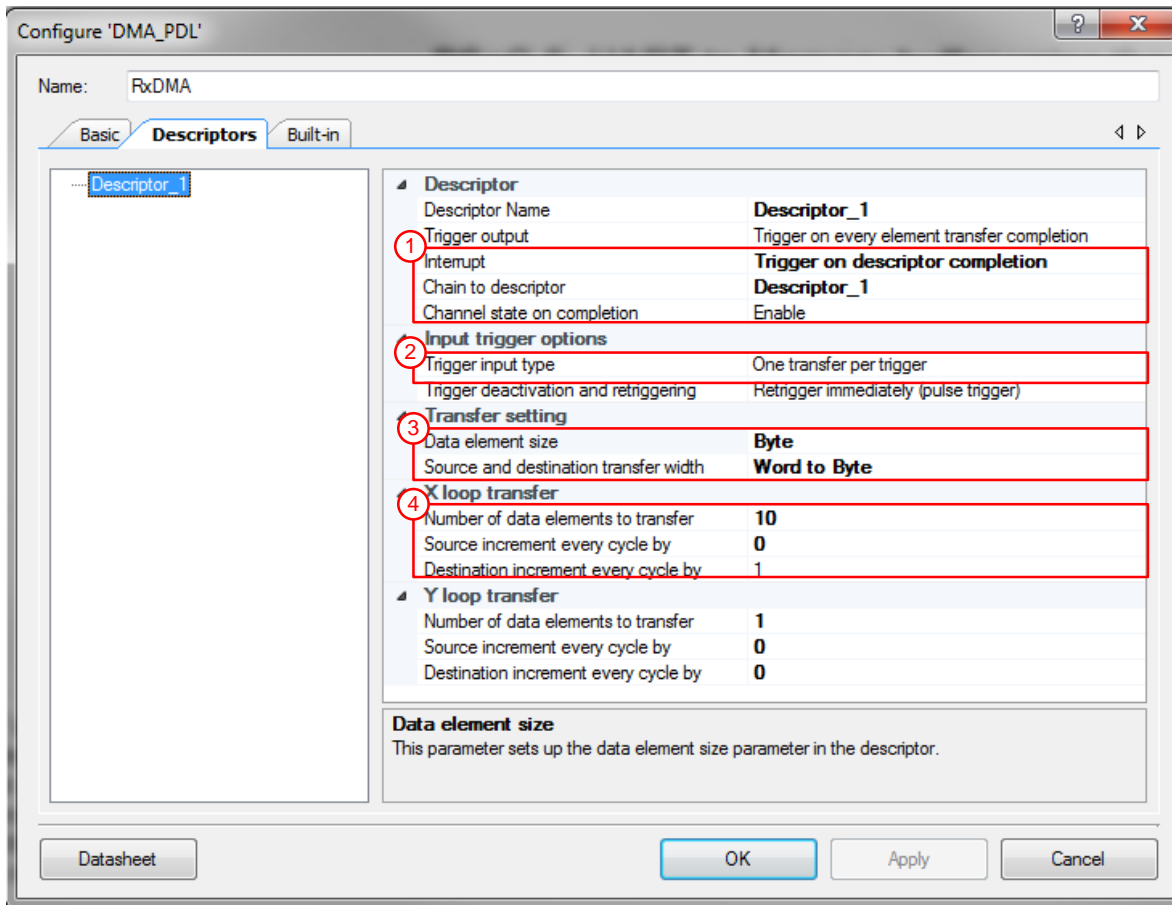 Configure 'DMA_PDL'
? X
Name: RxDMA
Basic Descriptors Built-in
Descriptor_1
Descriptor
Descriptor Name Descriptor_1
Trigger output Trigger on every element transfer completion
1
Interrupt Trigger on descriptor completion
Chain to descriptor Descriptor_1
Channel state on completion Enable
Input trigger options
2
Trigger input type One transfer per trigger
Trigger deactivation and retriggering Retrigger immediately (pulse trigger)
Transfer setting
3
Data element size Byte
Source and destination transfer width Word to Byte
X loop transfer
4
Number of data elements to transfer 10
Source increment every cycle by 0
Destination increment every cycle by 1
Y loop transfer
Number of data elements to transfer 1
Source increment every cycle by 0
Destination increment every cycle by 0
Data element size
This parameter sets up the data element size parameter in the descriptor.
Datasheet OK Apply Cancel